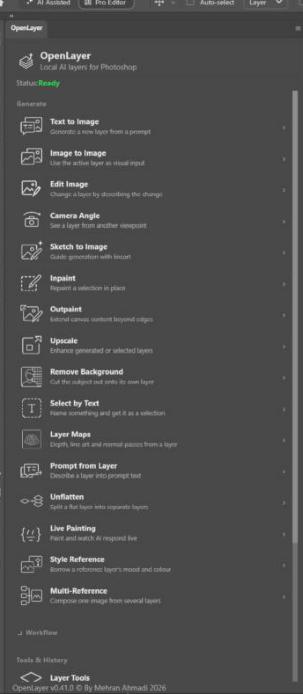 AI Assisted
Pro Editor
Auto-select
Layer
OpenLayer
OpenLayer
Local AI layers for Photoshop
Status:Ready
Generate
Text to Image
Generate a new layer from a prompt
Image to Image
Use the active layer as visual input
Edit Image
Change a layer by describing the change
Camera Angle
See a layer from another viewpoint
Sketch to Image
Guide generation with lineart
Inpaint
Repaint a selection in place
Outpaint
Extend canvas content beyond edges
Upscale
Enhance generated or selected layers
Remove Background
Cut the subject out onto its own layer
Select by Text
Name something and get it as a selection
Layer Maps
Depth, line art and normal passes from a layer
Prompt from Layer
Describe a layer into prompt text
Unflatten
Split a flat layer into separate layers
Live Painting
Paint and watch AI respond live
Style Reference
Borrow a reference layer's mood and colour
Multi-Reference
Compose one image from several layers
Workflow
Tools & History
Layer Tools
OpenLayer v0.41.0 © By Mehran Ahmadi 2026